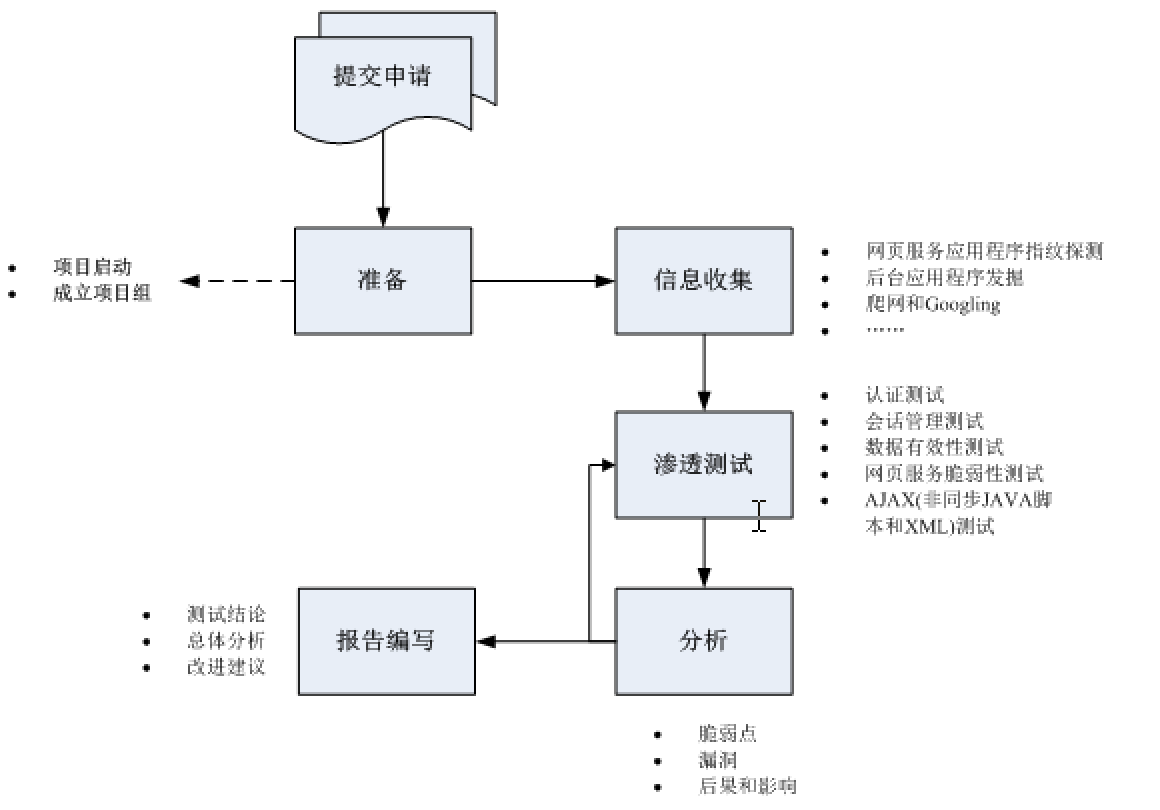 提交申请
准备
• 项目启动
• 成立项目组
信息收集
• 网页服务应用程序指纹探测
• 后台应用程序发掘
• 爬网和Googling
• ……
渗透测试
• 认证测试
• 会话管理测试
• 数据有效性测试
• 网页服务脆弱性测试
• AJAX(非同步JAVA脚
本和XML)测试
分析
• 脆弱点
• 漏洞
• 后果和影响
报告编写
• 测试结论
• 总体分析
• 改进建议